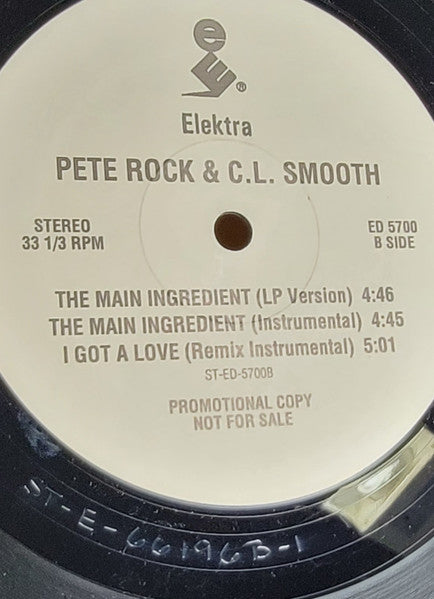 Elektra
PETE ROCK & C.L. SMOOTH
STEREO
33 1/3 RPM
ED 5700
B SIDE
THE MAIN INGREDIENT (LP Version) 4:46
THE MAIN INGREDIENT (Instrumental) 4:45
I GOT A LOVE (Remix Instrumental) 5:01
ST-ED-5700B
PROMOTIONAL COPY
NOT FOR SALE
ST-E-66196B-1